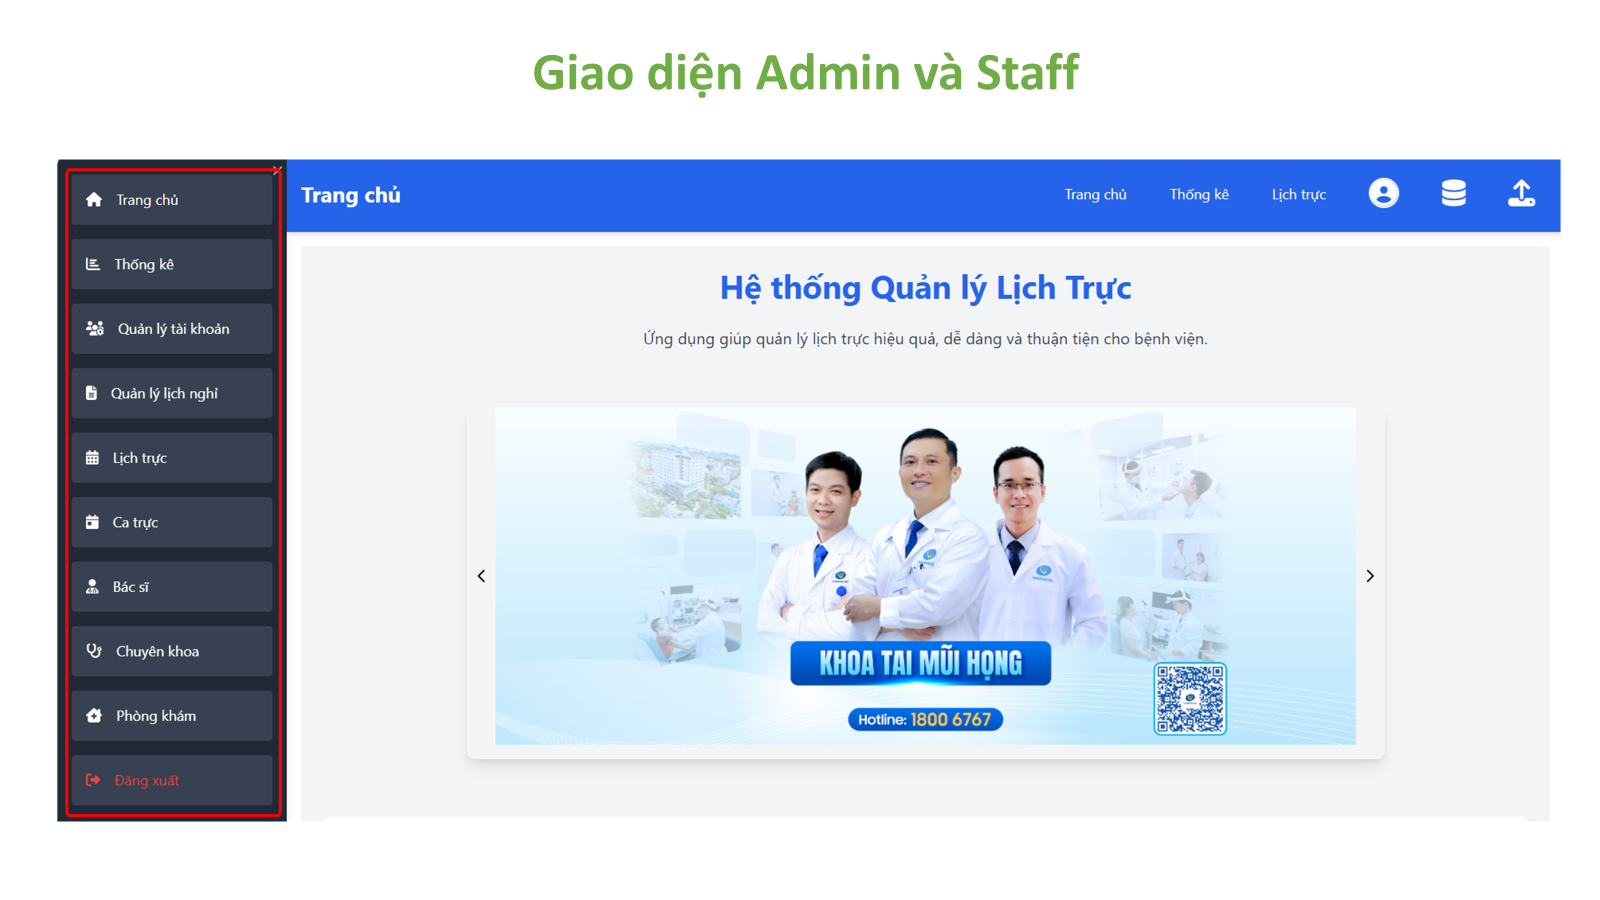 Giao diện Admin và Staff
Trang chủ
Thống kê
Quản lý tài khoản
Quản lý lịch nghỉ
Lịch trực
Ca trực
Bác sĩ
Chuyên khoa
Phòng khám
Đăng xuất
Trang chủ
Trang chủ
Thống kê
Lịch trực
Hệ thống Quản lý Lịch Trực
Ứng dụng giúp quản lý lịch trực hiệu quả, dễ dàng và thuận tiện cho bệnh viện.
KHOA TAI MŨI HỌNG
Hotline: 1800 6767